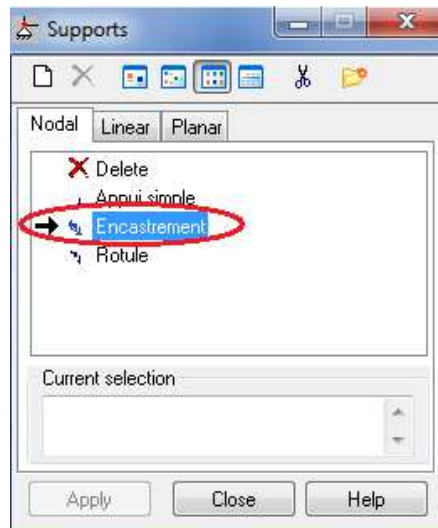 Supports
Nodal Linear Planar
Delete
Appui simple
Encastrement
Rotule
Current selection
Apply Close Help